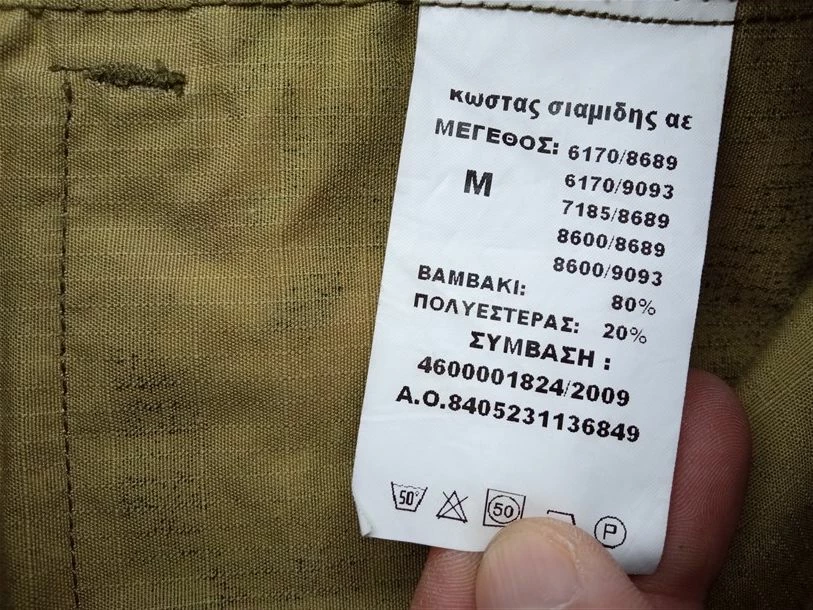 κωστας σιαμιδης αε
ΜΕΓΕΘΟΣ: 6170/8689
M 6170/9093
7185/8689
8600/8689
8600/9093
ΒΑΜΒΑΚΙ: 80%
ΠΟΛΥΕΣΤΕΡΑΣ: 20%
ΣΥΜΒΑΣΗ :
4600001824/2009
Α.Ο.8405231136849
50° 50 P